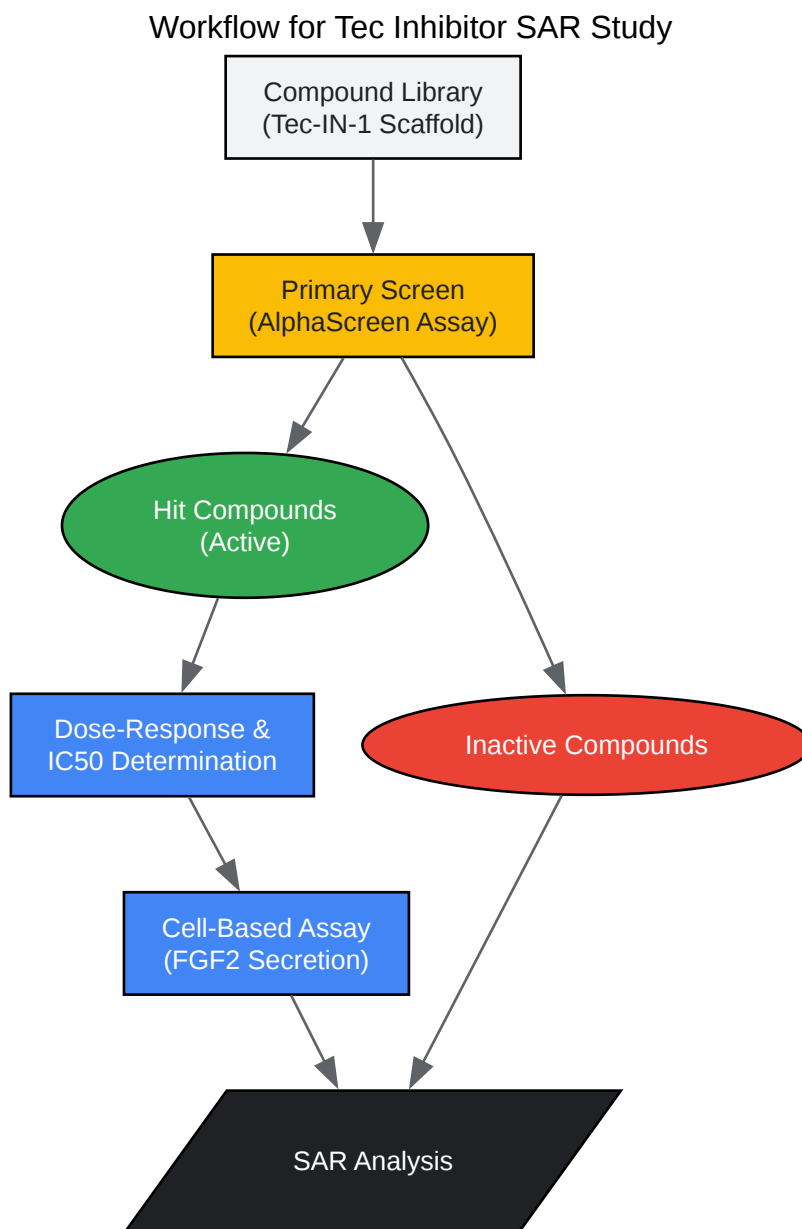 Workflow for Tec Inhibitor SAR Study
Compound Library
(Tec-IN-1 Scaffold)
Primary Screen
(AlphaScreen Assay)
Hit Compounds
(Active)
Dose-Response &
IC50 Determination
Inactive Compounds
Cell-Based Assay
(FGF2 Secretion)
SAR Analysis